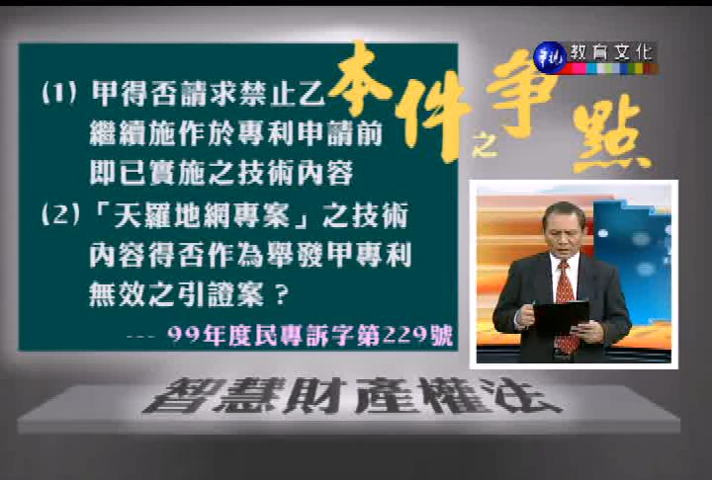 華視 教育文化
本件之爭點
(1) 甲得否請求禁止乙
繼續施作於專利申請前
即已實施之技術內容
(2)「天羅地網專案」之技術
內容得否作為舉發甲專利
無效之引證案？
--- 99年度民專訴字第229號
智慧財產權法